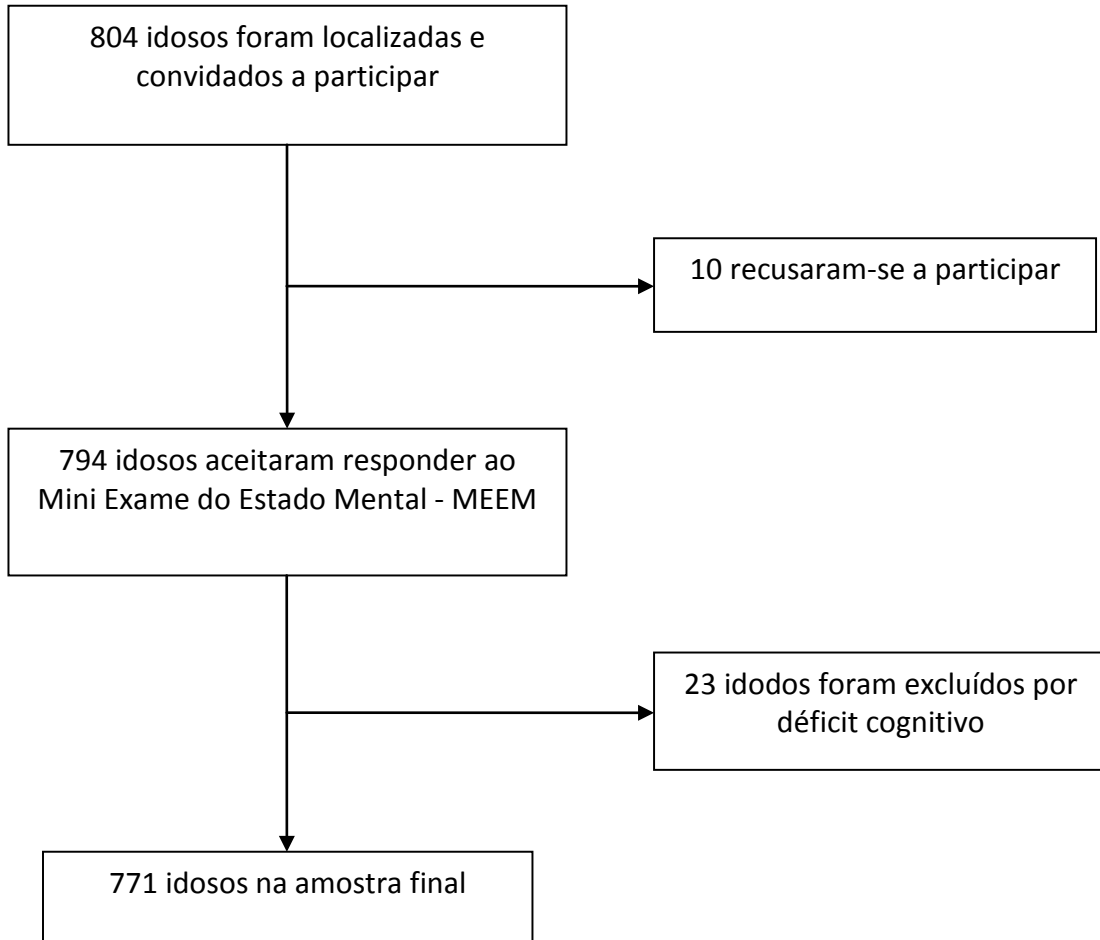 804 idosos foram localizadas e
convidados a participar
10 recusaram-se a participar
794 idosos aceitaram responder ao
Mini Exame do Estado Mental - MEEM
23 idodos foram excluídos por
déficit cognitivo
771 idosos na amostra final